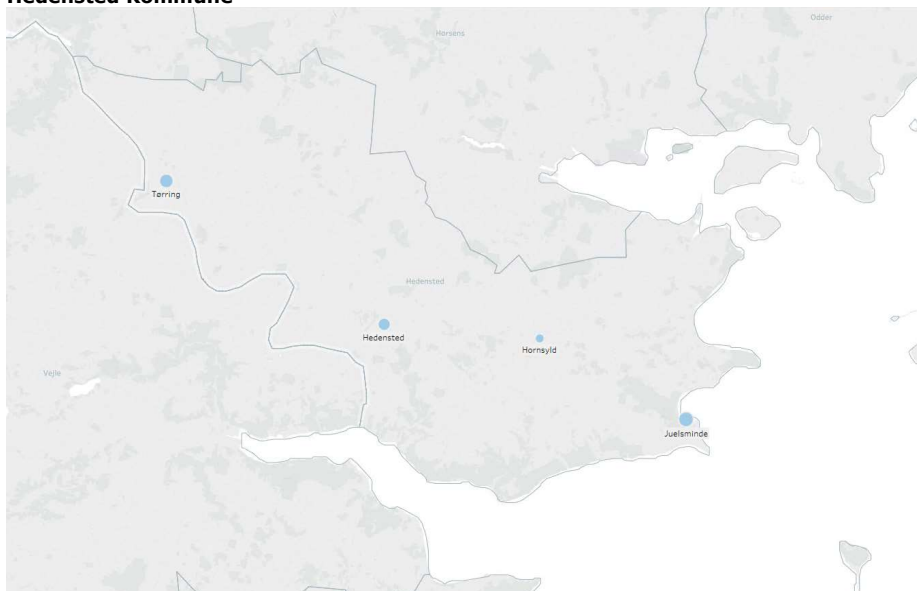 Hedensted Kommune
Odder
Horsens
Tørring
Hedensted
Hedensted
Hornsyld
Vejle
Juelsminde